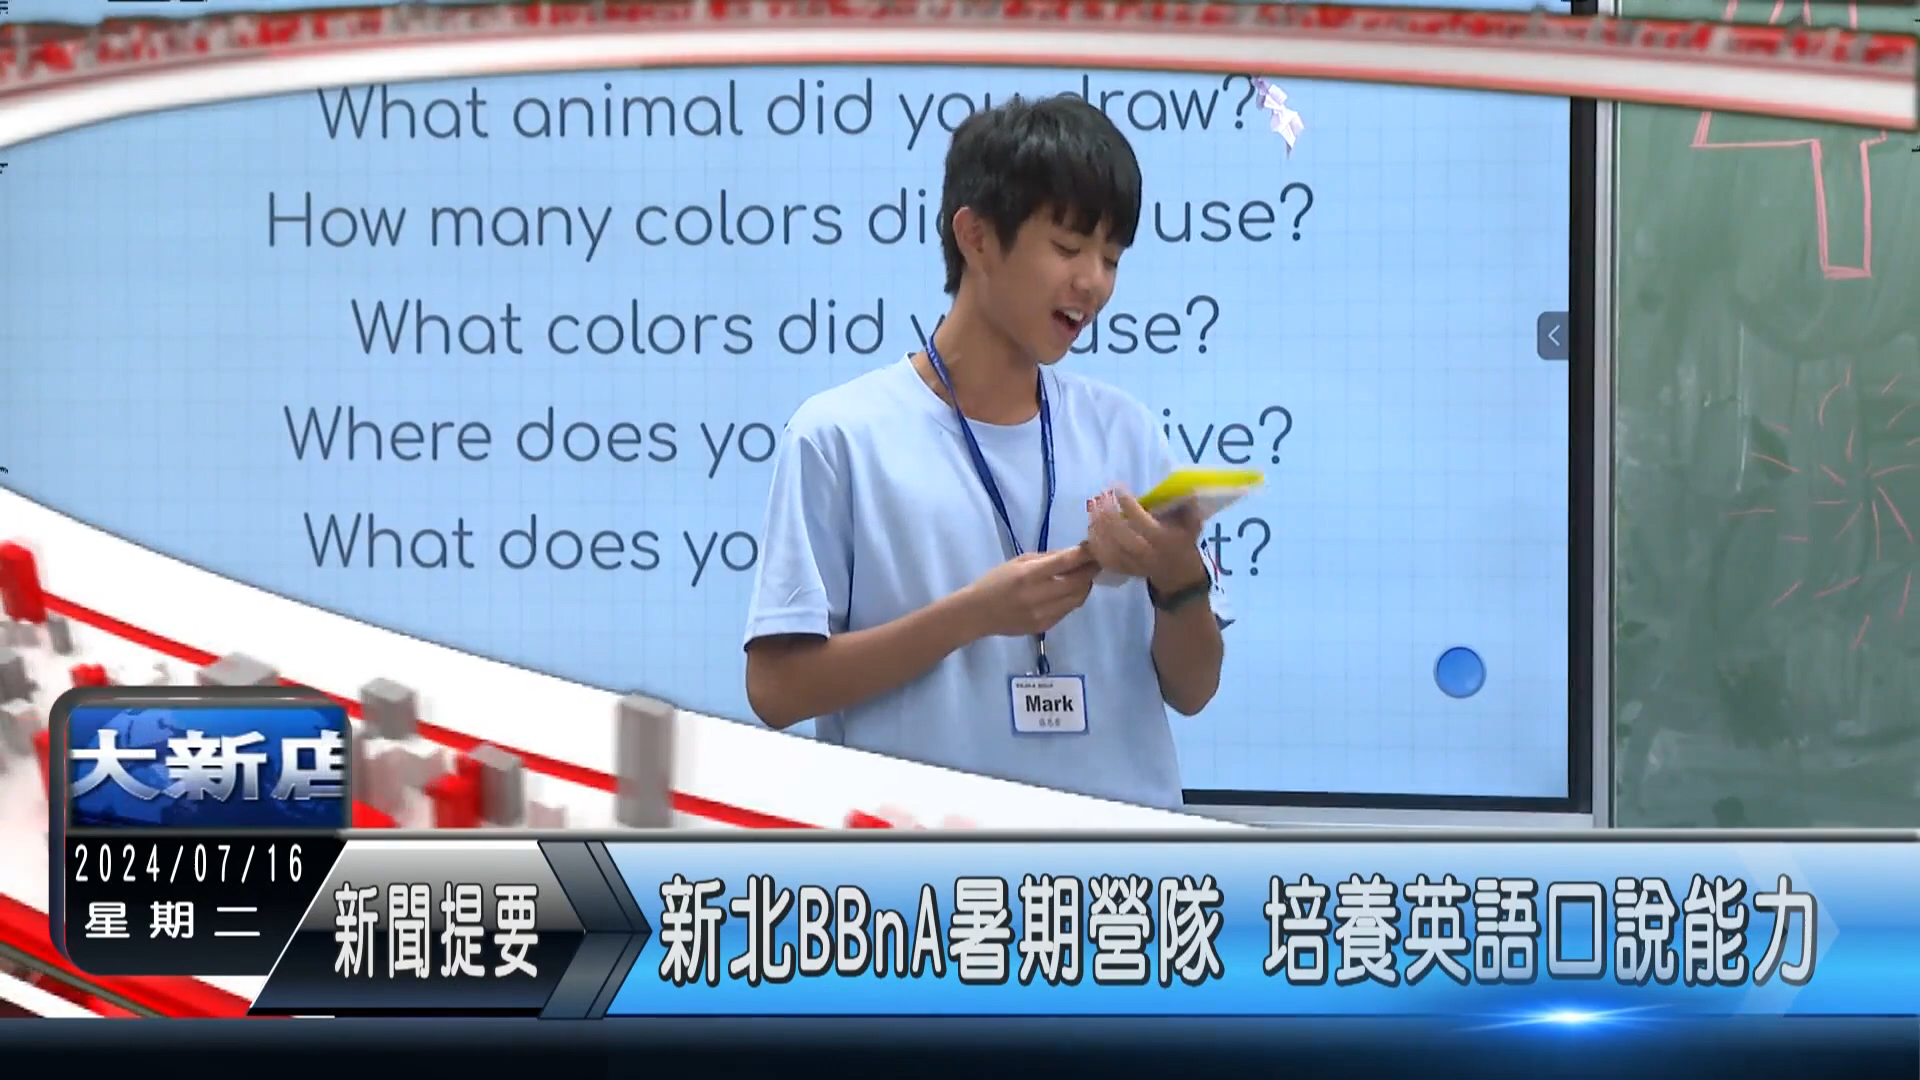 What animal did you draw?
How many colors di use?
What colors did use?
Where does yo ive?
What does yo t?
Mark
大新店
2024/07/16
星期二
新聞提要
新北BBnA暑期營隊 培養英語口說能力